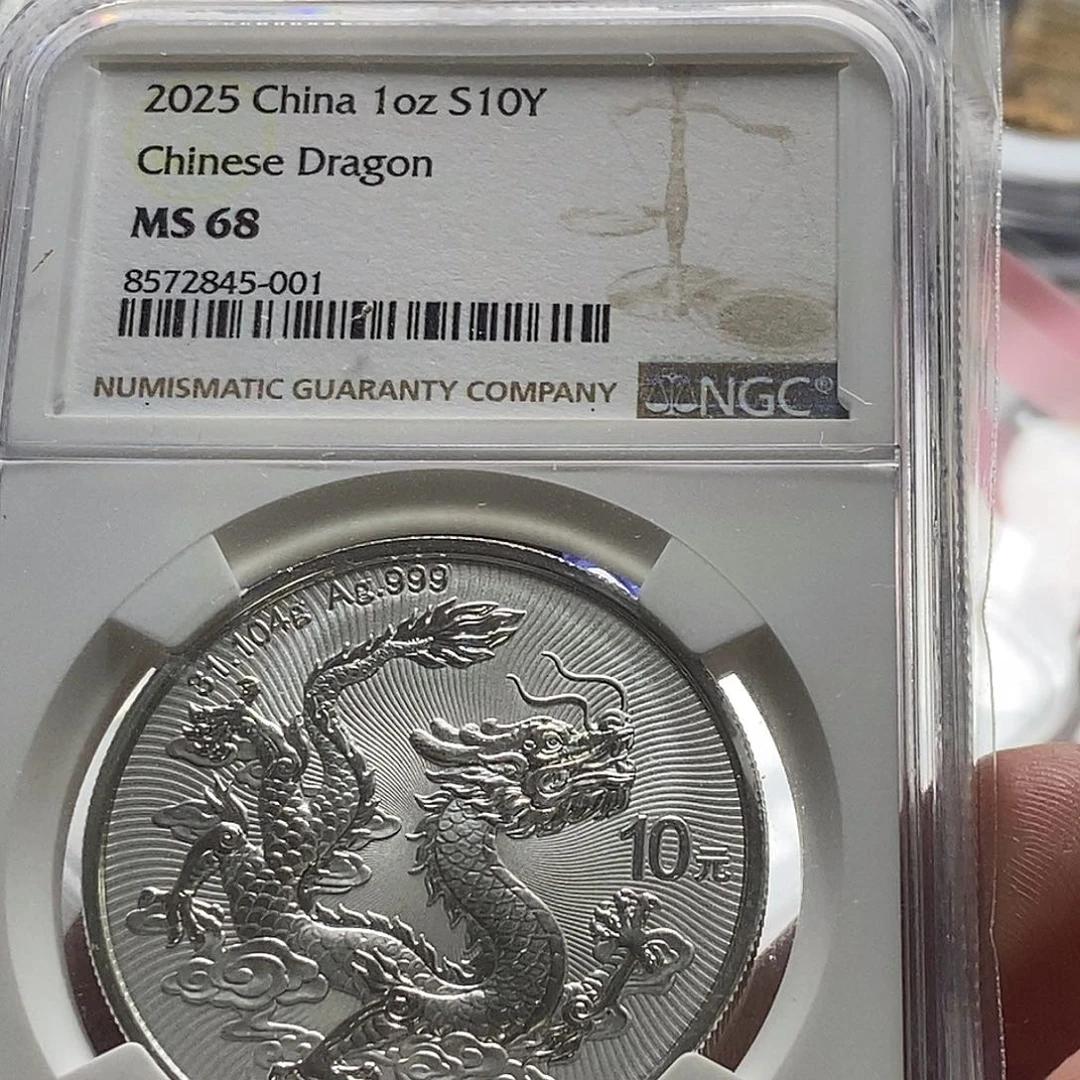 2025 China 1oz S10Y
Chinese Dragon
MS 68
8572845-001
NUMISMATIC GUARANTY COMPANY
NGC®
31.104g Ag.999
10元